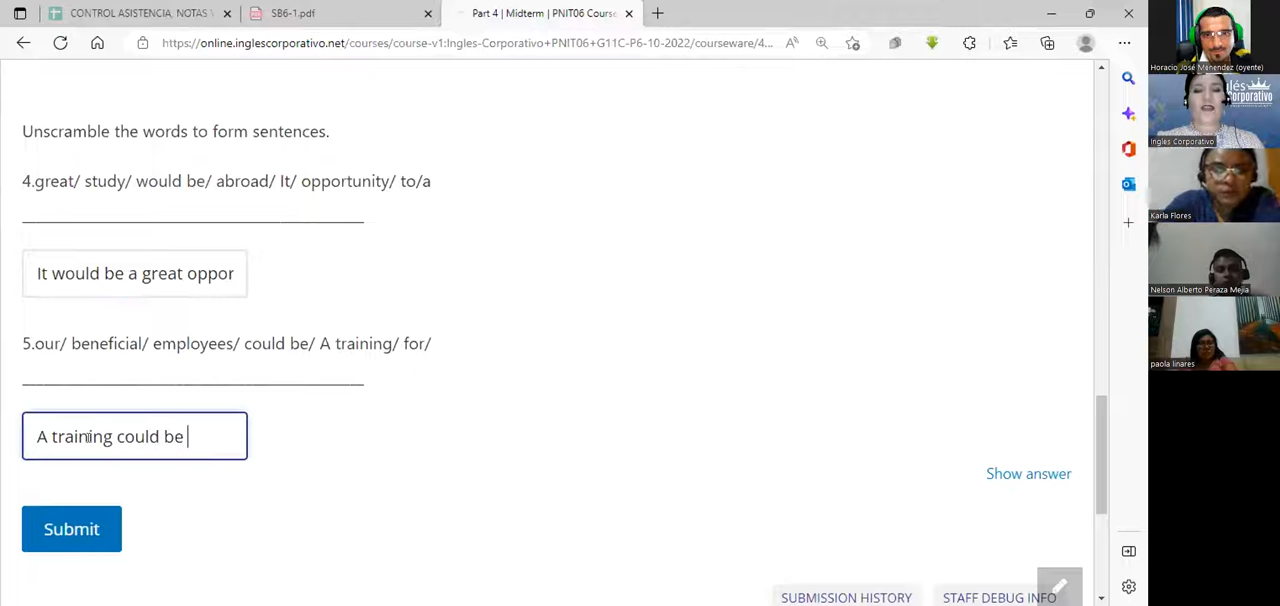 CONTROL ASISTENCIA, NOTAS
SB6-1.pdf
Part 4 | Midterm | PNIT06 Course
https://online.inglescorporativo.net/courses/course-v1:Ingles-Corporativo+PNIT06+G11C-P6-10-2022/courseware/4...
Unscramble the words to form sentences.
4.great/ study/ would be/ abroad/ It/ opportunity/ to/a
It would be a great oppor
5.our/ beneficial/ employees/ could be/ A training/ for/
A training could be
Show answer
Submit
SUBMISSION HISTORY
STAFF DEBUG INFO
Horacio José Menendez (oyente)
Ingles Corporativo
Karla Flores
Nelson Alberto Peraza Mejia
paola linares